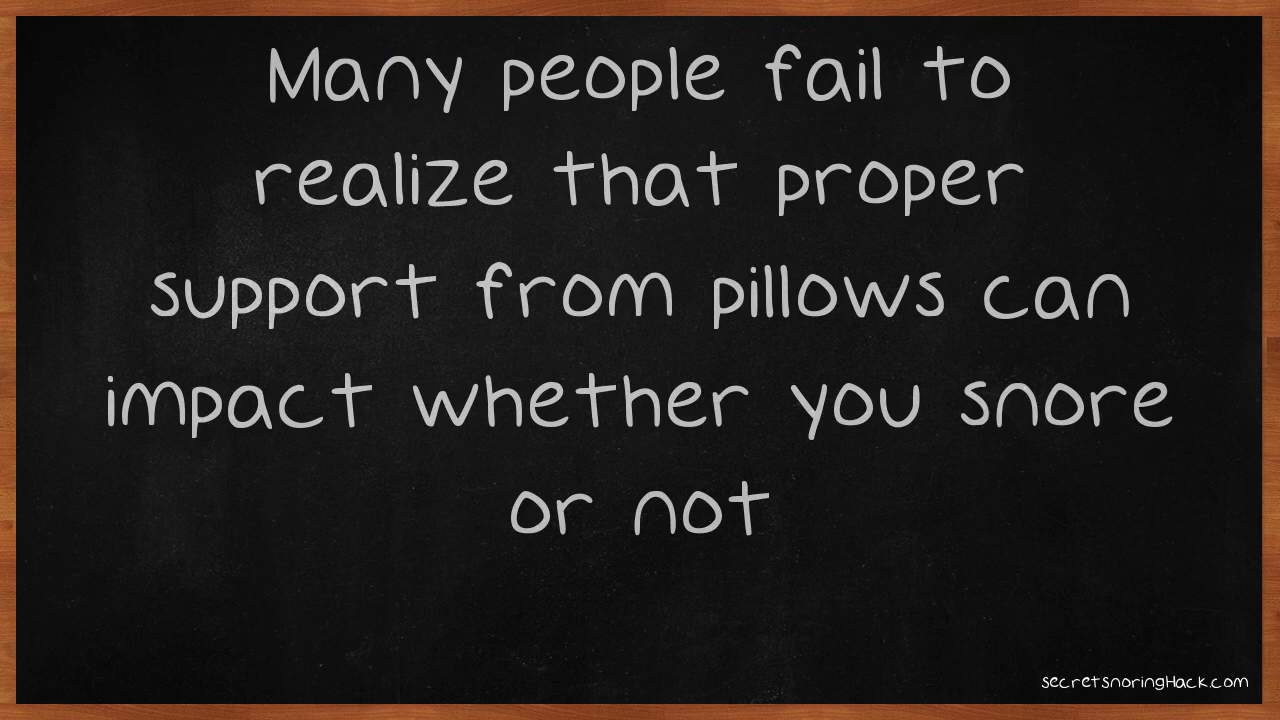 Many people fail to
realize that proper
support from pillows can
impact whether you snore
or not
secretsnoringHack.com